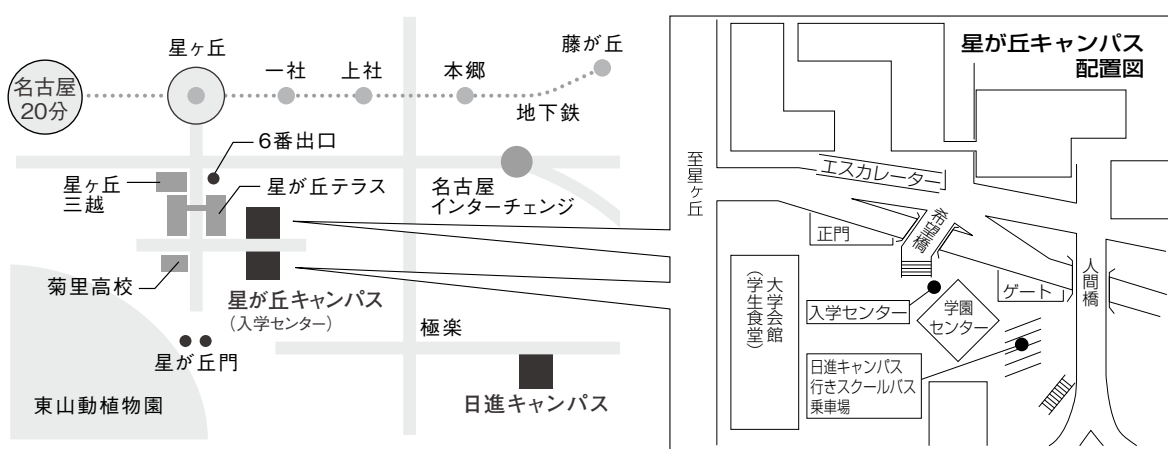 名古屋
20分
星ヶ丘
一社
上社
本郷
藤が丘
地下鉄
6番出口
星ヶ丘
三越
星が丘テラス
名古屋
インターチェンジ
菊里高校
星が丘キャンパス
(入学センター)
星が丘門
東山動植物園
極楽
日進キャンパス
星が丘キャンパス
配置図
至星ヶ丘
エスカレーター
正門
希望橋
人間橋
ゲート
大学会館
(学生食堂)
入学センター
学園
センター
日進キャンパス
行きスクールバス
乗車場